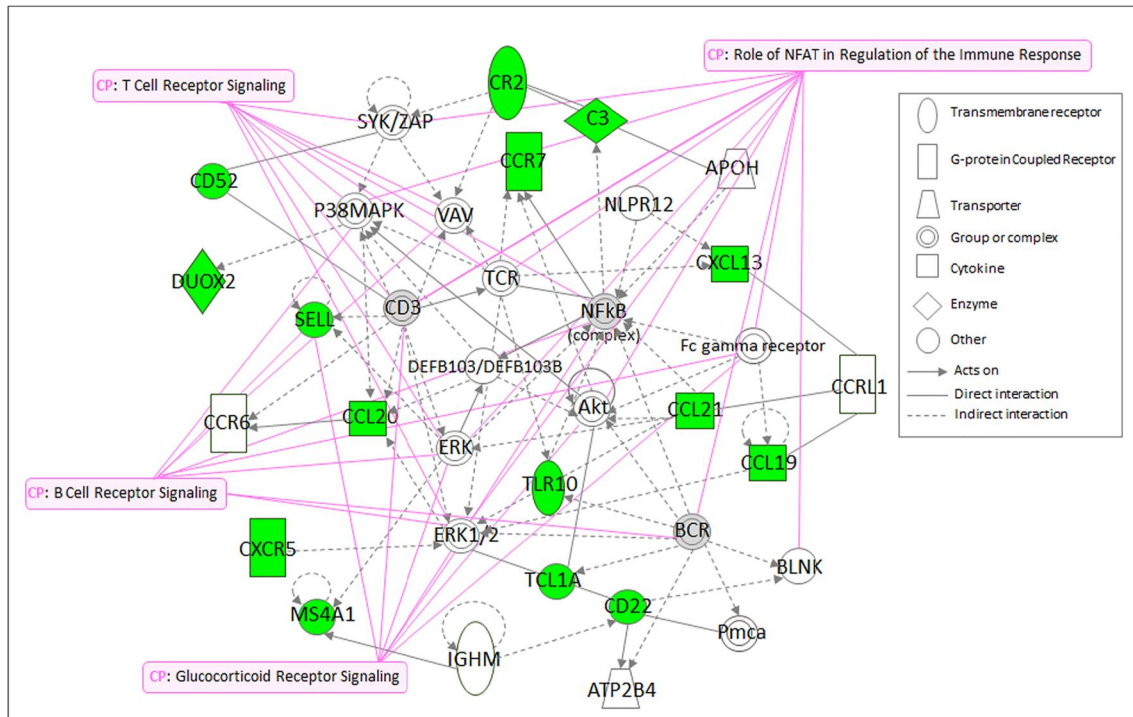 CP: T Cell Receptor Signaling
CP: Role of NFAT in Regulation of the Immune Response
CR2
SYK/ZAP
C3
CCR7
APOH
CD52
P38MAPK
VAV
NLPR12
DUOX2
TCR
CXCL13
SELL
CD3
NFkB
(complex)
Fc gamma receptor
DEFB103/DEFB103B
CCRL1
CCR6
CCL20
Akt
CCL21
ERK
CCL19
TLR10
CP: B Cell Receptor Signaling
CXCR5
ERK1/2
BCR
TCL1A
BLNK
MS4A1
CD22
Pmca
IGHM
CP: Glucocorticoid Receptor Signaling
ATP2B4
Transmembrane receptor
G-protein Coupled Receptor
Transporter
Group or complex
Cytokine
Enzyme
Other
Acts on
Direct interaction
Indirect interaction